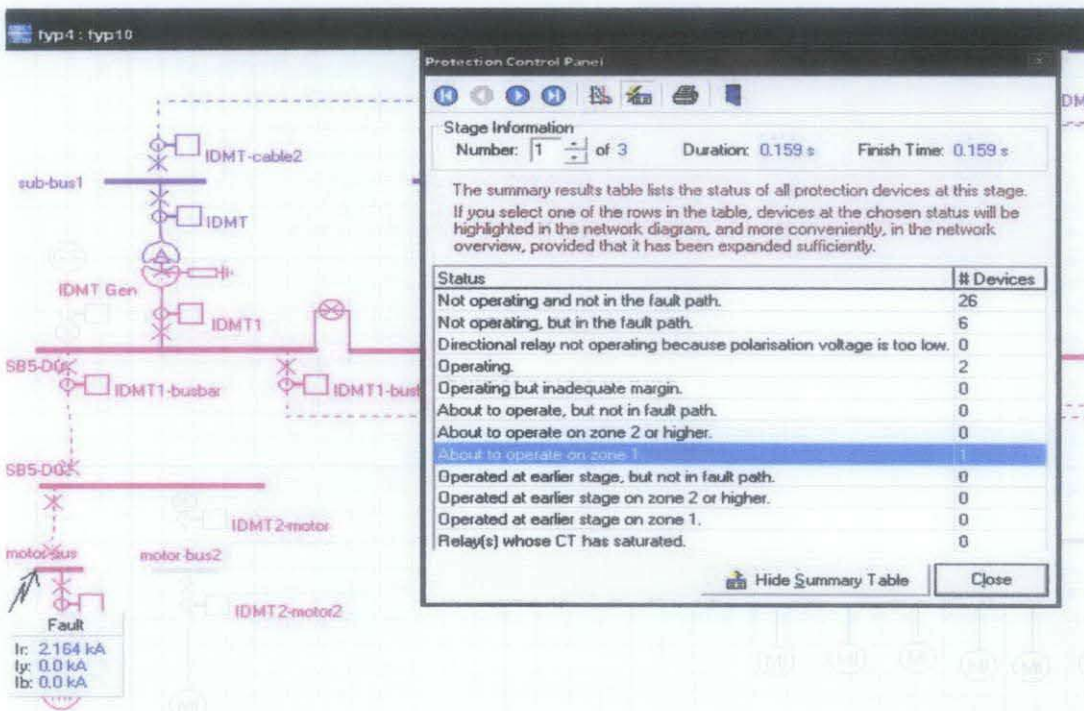 fyp4 : fyp10
Protection Control Panel
Stage Information
Number: 1 of 3 Duration: 0.159 s Finish Time: 0.159 s
The summary results table lists the status of all protection devices at this stage.
If you select one of the rows in the table, devices at the chosen status will be
highlighted in the network diagram, and more conveniently, in the network
overview, provided that it has been expanded sufficiently.
Status # Devices
Not operating and not in the fault path. 26
Not operating, but in the fault path. 6
Directional relay not operating because polarisation voltage is too low. 0
Operating. 2
Operating but inadequate margin. 0
About to operate, but not in fault path. 0
About to operate on zone 2 or higher. 0
About to operate on zone 1. 1
Operated at earlier stage, but not in fault path. 0
Operated at earlier stage on zone 2 or higher. 0
Operated at earlier stage on zone 1. 0
Relay(s) whose CT has saturated. 0
Hide Summary Table
Close
IDMT-cable2
sub-bus1
IDMT
IDMT Gen
IDMT1
IDMT1-busbar
IDMT1-bus
IDMT2-motor
motor-bus2
IDMT2-motor2
Fault
Ir: 2.164 kA
Iy: 0.0 kA
Ib: 0.0 kA